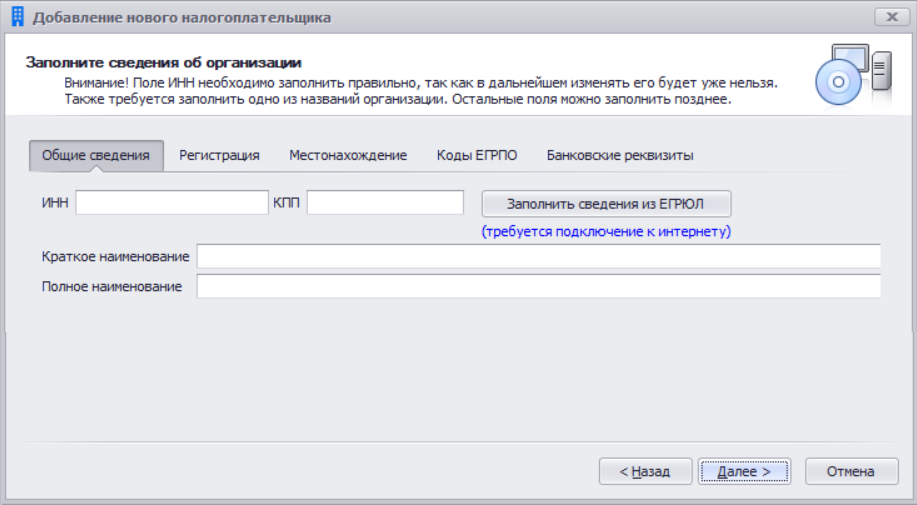 Добавление нового налогоплательщика
Заполните сведения об организации
Внимание! Поле ИНН необходимо заполнить правильно, так как в дальнейшем изменять его будет уже нельзя.
Также требуется заполнить одно из названий организации. Остальные поля можно заполнить позднее.
Общие сведения Регистрация Местонахождение Коды ЕГРПО Банковские реквизиты
ИНН КПП Заполнить сведения из ЕГРЮЛ
(требуется подключение к интернету)
Краткое наименование
Полное наименование
< Назад Далее > Отмена